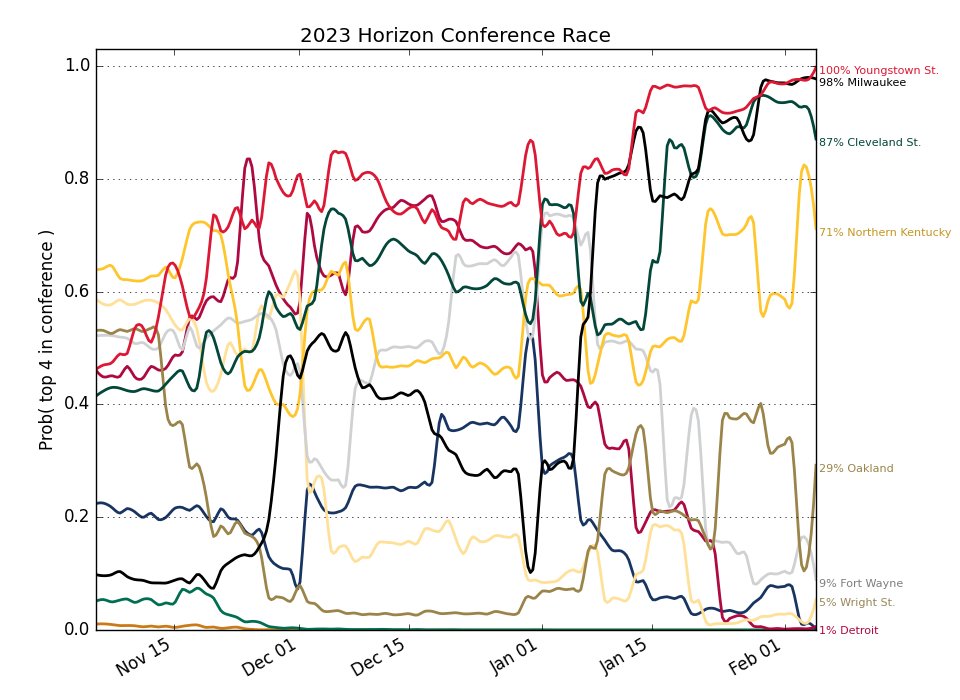 2023 Horizon Conference Race
Prob( top 4 in conference )
1.0
0.8
0.6
0.4
0.2
0.0
Nov 15
Dec 01
Dec 15
Jan 01
Jan 15
Feb 01
100% Youngstown St.
98% Milwaukee
87% Cleveland St.
71% Northern Kentucky
29% Oakland
9% Fort Wayne
5% Wright St.
1% Detroit